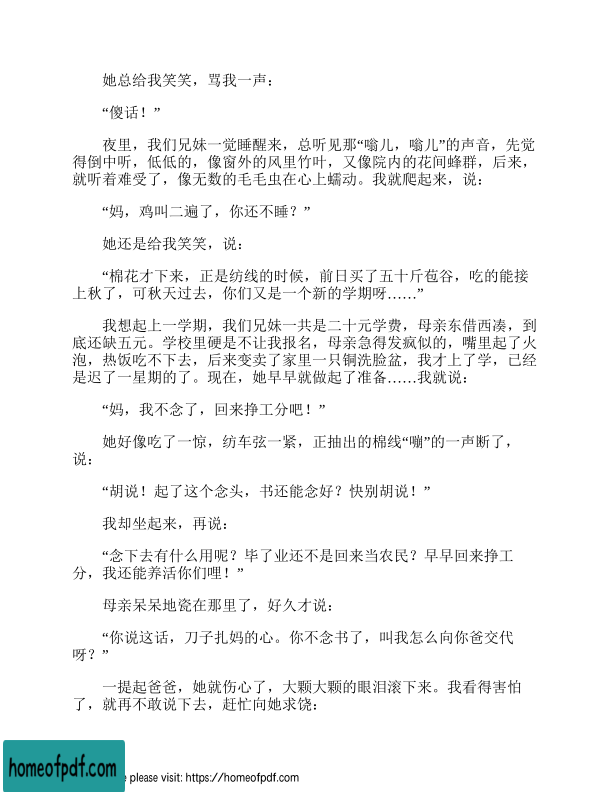 她总给我笑笑，骂我一声：
“傻话！”
夜里，我们兄妹一觉睡醒来，总听见那“嗡儿，嗡儿”的声音，先觉
得倒中听，低低的，像窗外的风里竹叶，又像院内的花间蜂群，后来，
就听着难受了，像无数的毛毛虫在心上蠕动。我就爬起来，说：
“妈，鸡叫二遍了，你还不睡？”
她还是给我笑笑，说：
“棉花才下来，正是纺线的时候，前日买了五十斤苞谷，吃的能接
上秋了，可秋天过去，你们又是一个新的学期呀……”
我想起上一学期，我们兄妹一共是二十元学费，母亲东借西凑，到
底还缺五元。学校里硬是不让我报名，母亲急得发疯似的，嘴里起了火
泡，热饭吃不下去，后来变卖了家里一只铜洗脸盆，我才上了学，已经
是迟了一星期的了。现在，她早早就做起了准备……我就说：
“妈，我不念了，回来挣工分吧！”
她好像吃了一惊，纺车弦一紧，正抽出的棉线“嘣”的一声断了，
说：
“胡说！起了这个念头，书还能念好？快别胡说！”
我却坐起来，再说：
“念下去有什么用呢？毕了业还不是回来当农民？早早回来挣工
分，我还能养活你们哩！”
母亲呆呆地瓷在那里了，好久才说：
“你说这话，刀子扎妈的心。你不念书了，叫我怎么向你爸交代
呀？”
一提起爸爸，她就伤心了，大颗大颗的眼泪滚下来。我看得害怕
了，就再不敢说下去，赶忙向她求饶：
homeofpdf.com
please visit: https://homeofpdf.com